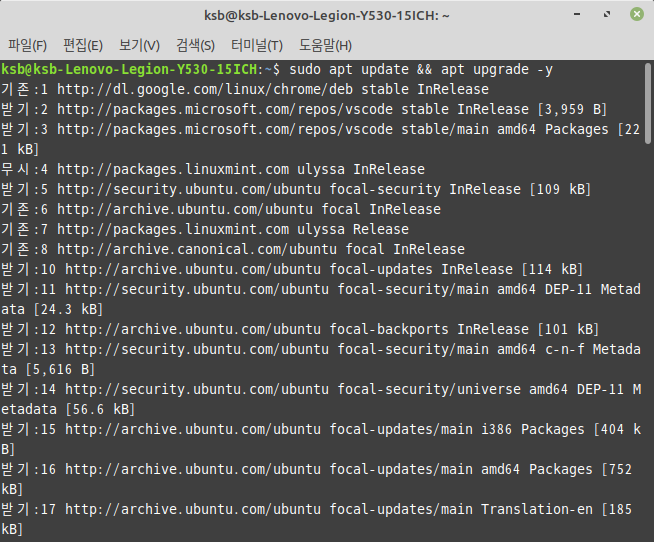 ksb@ksb-Lenovo-Legion-Y530-15ICH: ~
파일(F) 편집(E) 보기(V) 검색(S) 터미널(T) 도움말(H)
ksb@ksb-Lenovo-Legion-Y530-15ICH:~$ sudo apt update && apt upgrade -y
기존:1 http://dl.google.com/linux/chrome/deb stable InRelease
받기:2 http://packages.microsoft.com/repos/vscode stable InRelease [3,959 B]
받기:3 http://packages.microsoft.com/repos/vscode stable/main amd64 Packages [22
1 kB]
무시:4 http://packages.linuxmint.com ulyssa InRelease
받기:5 http://security.ubuntu.com/ubuntu focal-security InRelease [109 kB]
기존:6 http://archive.ubuntu.com/ubuntu focal InRelease
기존:7 http://packages.linuxmint.com ulyssa Release
기존:8 http://archive.canonical.com/ubuntu focal InRelease
받기:10 http://archive.ubuntu.com/ubuntu focal-updates InRelease [114 kB]
받기:11 http://security.ubuntu.com/ubuntu focal-security/main amd64 DEP-11 Metad
ata [24.3 kB]
받기:12 http://archive.ubuntu.com/ubuntu focal-backports InRelease [101 kB]
받기:13 http://security.ubuntu.com/ubuntu focal-security/main amd64 c-n-f Metada
ta [5,616 B]
받기:14 http://security.ubuntu.com/ubuntu focal-security/universe amd64 DEP-11 M
etadata [56.6 kB]
받기:15 http://archive.ubuntu.com/ubuntu focal-updates/main i386 Packages [404 k
B]
받기:16 http://archive.ubuntu.com/ubuntu focal-updates/main amd64 Packages [752
kB]
받기:17 http://archive.ubuntu.com/ubuntu focal-updates/main Translation-en [185
kB]